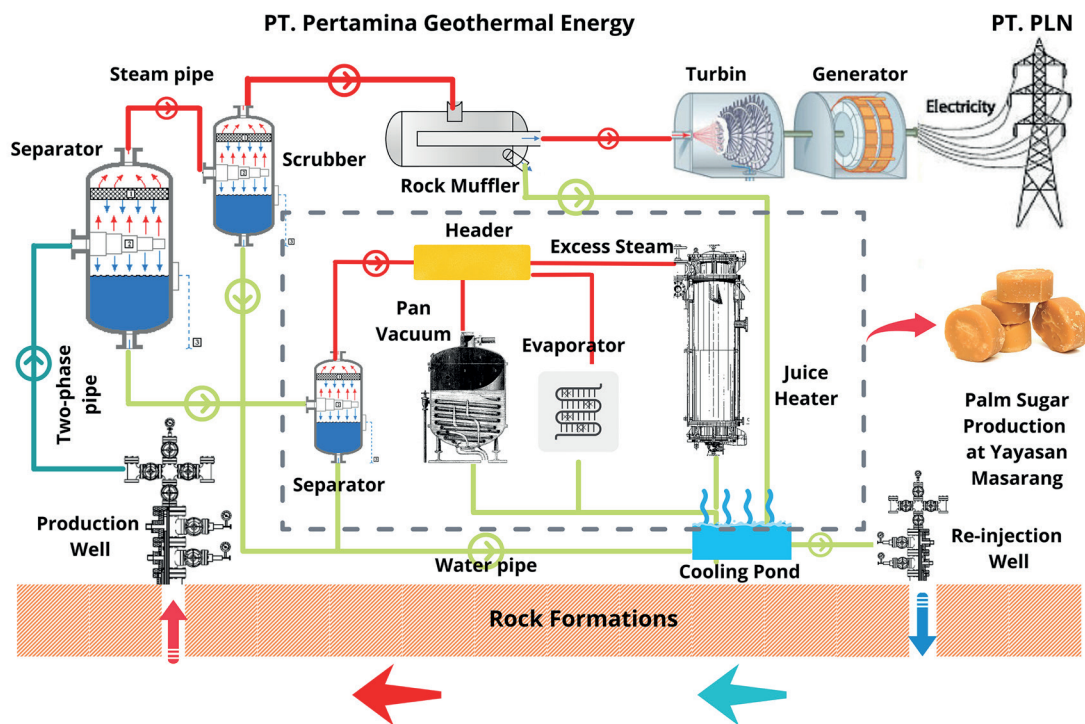 PT. Pertamina Geothermal Energy
PT. PLN
Steam pipe
Turbin
Generator
Electricity
Separator
Scrubber
Rock Muffler
Header
Excess Steam
Pan
Vacuum
Evaporator
Two-phase
pipe
Juice
Heater
Palm Sugar
Production
at Yayasan
Masarang
Separator
Production
Well
Water pipe
Cooling Pond
Re-injection
Well
Rock Formations